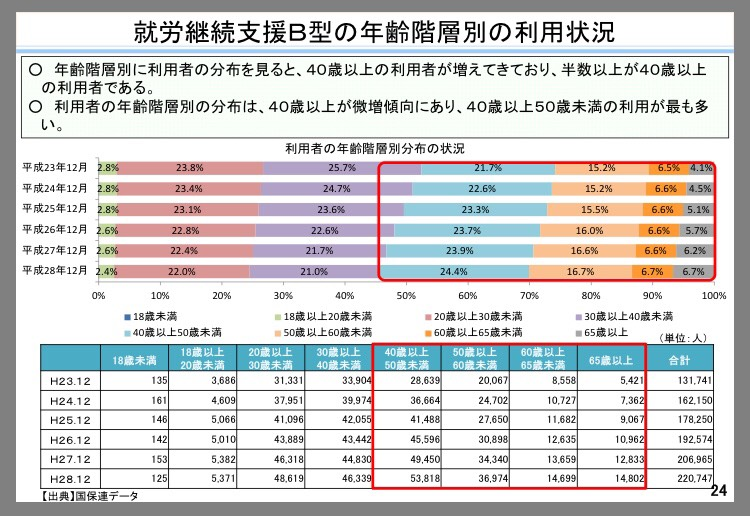 就労継続支援B型の年齢階層別の利用状況
○ 年齢階層別に利用者の分布を見ると、40歳以上の利用者が増えてきており、半数以上が40歳以上
の利用者である。
○ 利用者の年齢階層別の分布は、40歳以上が微増傾向にあり、40歳以上50歳未満の利用が最も多
い。
利用者の年齢階層別分布の状況
平成23年12月 2.8% 23.8% 25.7% 21.7% 15.2% 6.5% 4.1%
平成24年12月 2.8% 23.4% 24.7% 22.6% 15.2% 6.6% 4.5%
平成25年12月 2.8% 23.1% 23.6% 23.3% 15.5% 6.6% 5.1%
平成26年12月 2.6% 22.8% 22.6% 23.7% 16.0% 6.6% 5.7%
平成27年12月 2.6% 22.4% 21.7% 23.9% 16.6% 6.6% 6.2%
平成28年12月 2.4% 22.0% 21.0% 24.4% 16.7% 6.7% 6.7%
0% 10% 20% 30% 40% 50% 60% 70% 80% 90% 100%
18歳未満 18歳以上20歳未満 20歳以上30歳未満 30歳以上40歳未満
40歳以上50歳未満 50歳以上60歳未満 60歳以上65歳未満 65歳以上
(単位:人)
18歳未満 18歳以上20歳未満 20歳以上30歳未満 30歳以上40歳未満 40歳以上50歳未満 50歳以上60歳未満 60歳以上65歳未満 65歳以上 合計
H23.12 135 3,686 31,331 33,904 28,639 20,067 8,558 5,421 131,741
H24.12 161 4,609 37,951 39,974 36,664 24,702 10,727 7,362 162,150
H25.12 146 5,066 41,096 42,055 41,488 27,650 11,682 9,067 178,250
H26.12 142 5,010 43,889 43,442 45,596 30,898 12,635 10,962 192,574
H27.12 153 5,382 46,318 44,830 49,450 34,340 13,659 12,833 206,965
H28.12 125 5,371 48,619 46,339 53,818 36,974 14,699 14,802 220,747
【出典】国保連データ
24